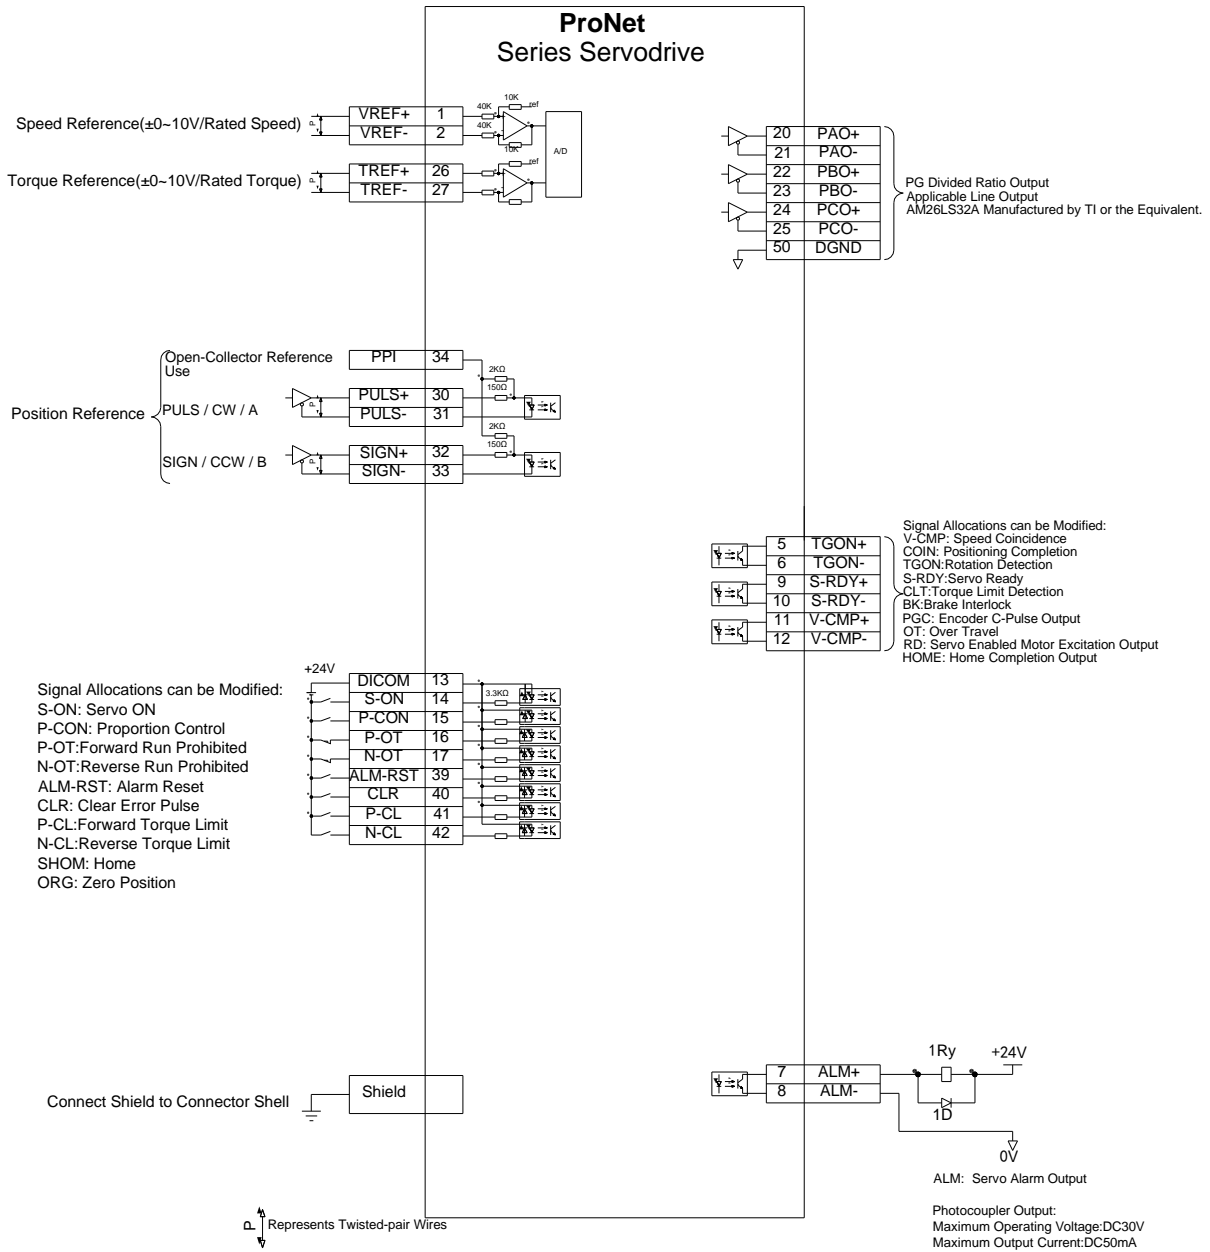 ProNet
Series Servodrive
Speed Reference(±0~10V/Rated Speed)
P
VREF+ 1
VREF- 2
40K
40K
10K
10K
ref
A/D
Torque Reference(±0~10V/Rated Torque)
P
TREF+ 26
TREF- 27
ref
20 PAO+
21 PAO-
22 PBO+
23 PBO-
24 PCO+
25 PCO-
50 DGND
PG Divided Ratio Output
Applicable Line Output
AM26LS32A Manufactured by TI or the Equivalent.
Position Reference
Open-Collector Reference
Use
PPI 34
2KΩ
150Ω
PULS / CW / A
P
PULS+ 30
PULS- 31
2KΩ
150Ω
SIGN / CCW / B
P
SIGN+ 32
SIGN- 33
5 TGON+
6 TGON-
9 S-RDY+
10 S-RDY-
11 V-CMP+
12 V-CMP-
Signal Allocations can be Modified:
V-CMP: Speed Coincidence
COIN: Positioning Completion
TGON:Rotation Detection
S-RDY:Servo Ready
CLT:Torque Limit Detection
BK:Brake Interlock
PGC: Encoder C-Pulse Output
OT: Over Travel
RD: Servo Enabled Motor Excitation Output
HOME: Home Completion Output
Signal Allocations can be Modified:
S-ON: Servo ON
P-CON: Proportion Control
P-OT:Forward Run Prohibited
N-OT:Reverse Run Prohibited
ALM-RST: Alarm Reset
CLR: Clear Error Pulse
P-CL:Forward Torque Limit
N-CL:Reverse Torque Limit
SHOM: Home
ORG: Zero Position
+24V
DICOM 13
S-ON 14
P-CON 15
P-OT 16
N-OT 17
ALM-RST 39
CLR 40
P-CL 41
N-CL 42
3.3KΩ
Connect Shield to Connector Shell
Shield
7 ALM+
8 ALM-
1Ry
+24V
1D
0V
ALM: Servo Alarm Output
Photocoupler Output:
Maximum Operating Voltage:DC30V
Maximum Output Current:DC50mA
P
Represents Twisted-pair Wires